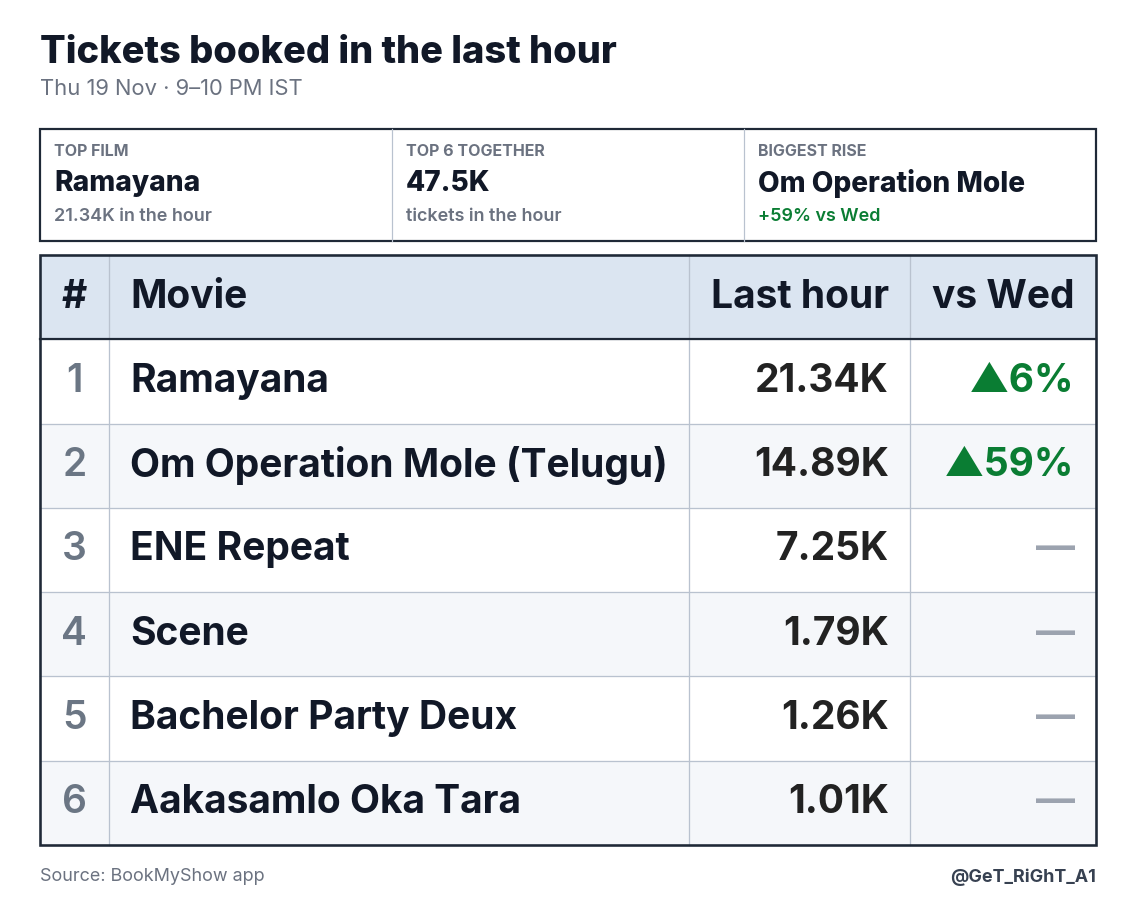 Tickets booked in the last hour
Thu 19 Nov · 9–10 PM IST
TOP FILM
Ramayana
21.34K in the hour
TOP 6 TOGETHER
47.5K
tickets in the hour
BIGGEST RISE
Om Operation Mole
+59% vs Wed
# Movie Last hour vs Wed
1 Ramayana 21.34K ▲6%
2 Om Operation Mole (Telugu) 14.89K ▲59%
3 ENE Repeat 7.25K —
4 Scene 1.79K —
5 Bachelor Party Deux 1.26K —
6 Aakasamlo Oka Tara 1.01K —
Source: BookMyShow app
@GeT_RiGhT_A1